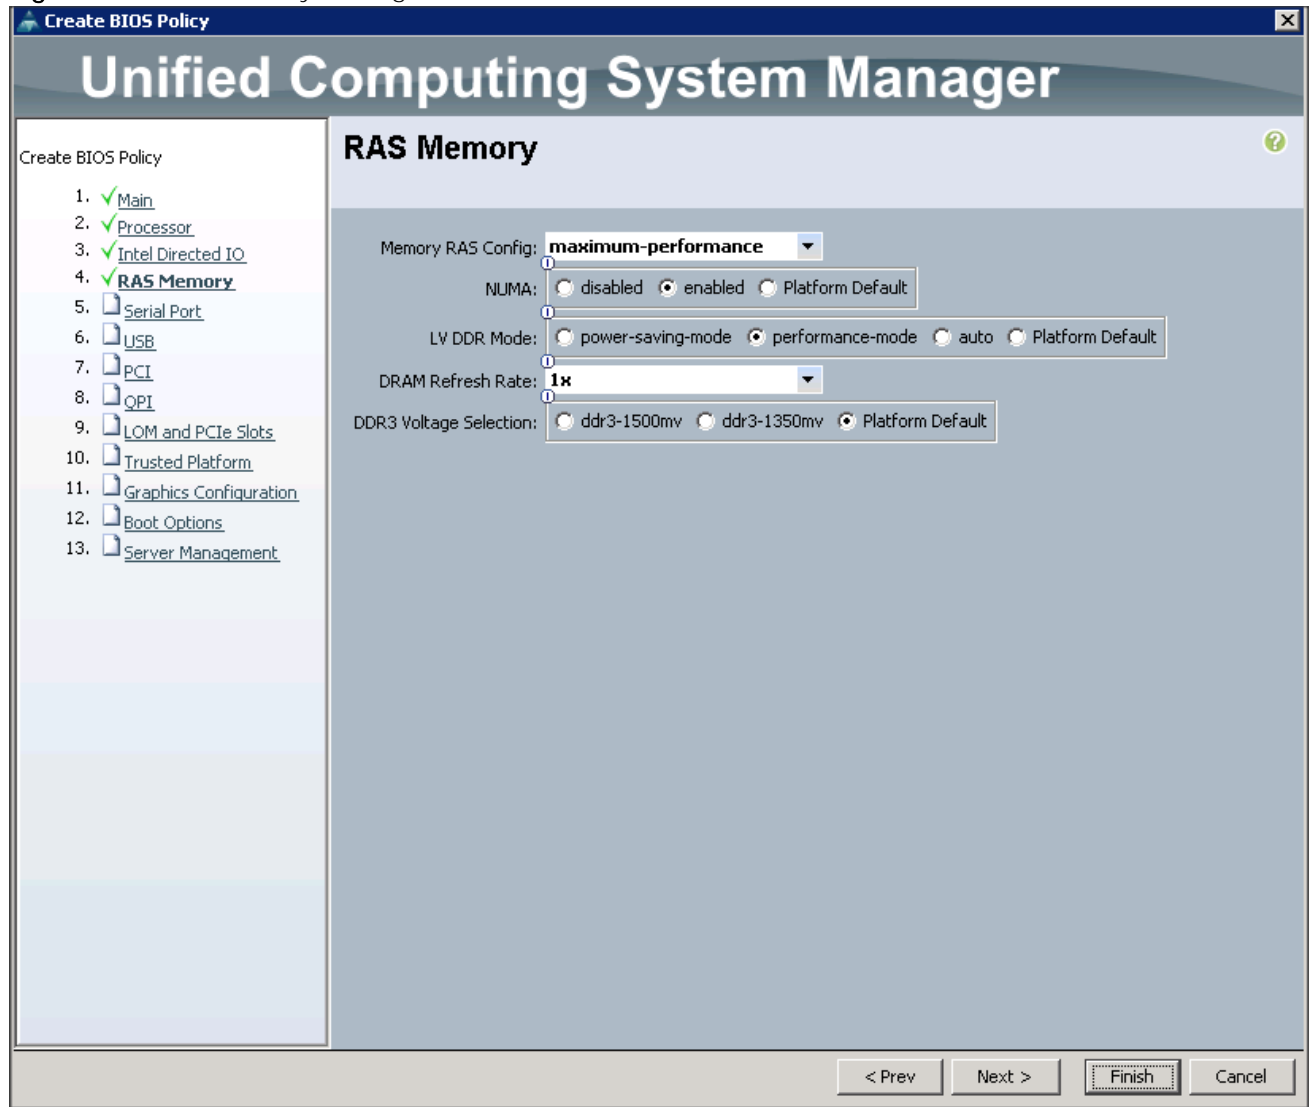 Create BIOS Policy
Unified Computing System Manager
Create BIOS Policy
1. Main
2. Processor
3. Intel Directed IO
4. RAS Memory
5. Serial Port
6. USB
7. PCI
8. QPI
9. LOM and PCIe Slots
10. Trusted Platform
11. Graphics Configuration
12. Boot Options
13. Server Management
RAS Memory
Memory RAS Config: maximum-performance
NUMA: disabled enabled Platform Default
LV DDR Mode: power-saving-mode performance-mode auto Platform Default
DRAM Refresh Rate: 1x
DDR3 Voltage Selection: ddr3-1500mv ddr3-1350mv Platform Default
< Prev Next > Finish Cancel